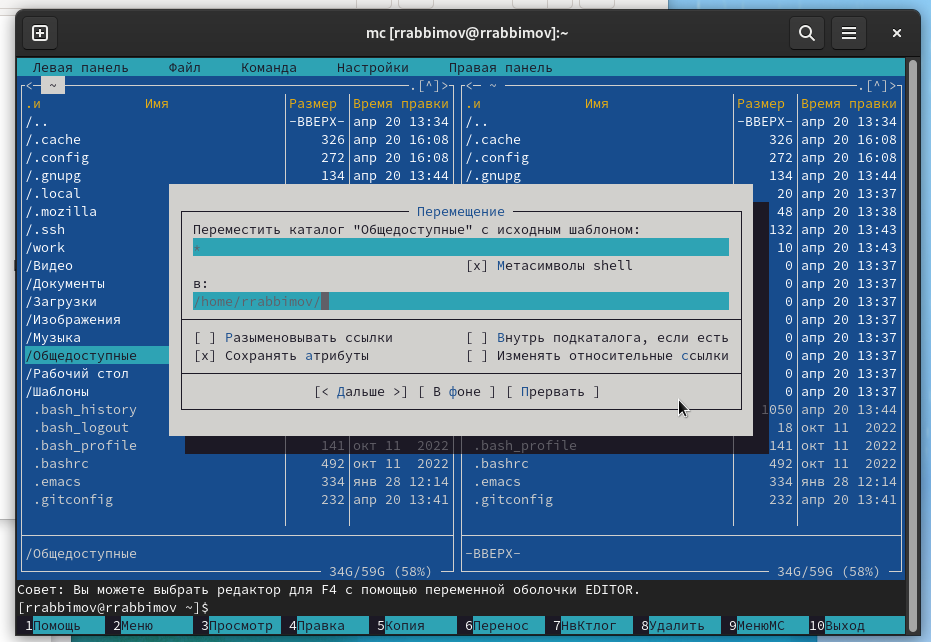 mc [rrabbimov@rrabbimov]:~
Левая панель Файл Команда Настройки Правая панель
<─ ~ .[^]> <─ ~ .[^]>
.и Имя Размер Время правки .и Имя Размер Время правки
/.. -ВВЕРХ- апр 20 13:34 /.. -ВВЕРХ- апр 20 13:34
/.cache 326 апр 20 16:08 /.cache 326 апр 20 16:08
/.config 272 апр 20 16:08 /.config 272 апр 20 16:08
/.gnupg 134 апр 20 13:44 /.gnupg 134 апр 20 13:44
/.local 20 апр 20 13:37
/.mozilla Перемещение 48 апр 20 13:38
/.ssh Переместить каталог "Общедоступные" с исходным шаблоном: 132 апр 20 13:43
/work * 10 апр 20 13:37
/Видео [x] Метасимволы shell 0 апр 20 13:37
/Документы в: 0 апр 20 13:37
/Загрузки /home/rrabbimov/ 0 апр 20 13:37
/Изображения 0 апр 20 13:37
/Музыка [ ] Разыменовывать ссылки [ ] Внутрь подкаталога, если есть 0 апр 20 13:37
/Общедоступные [x] Сохранять атрибуты [ ] Изменять относительные ссылки 0 апр 20 13:37
/Рабочий стол 0 апр 20 13:37
/Шаблоны [< Дальше >] [ В фоне ] [ Прервать ] 0 апр 20 13:37
.bash_history 1050 апр 20 13:44
.bash_logout 18 окт 11 2022
.bash_profile 141 окт 11 2022 .bash_profile 141 окт 11 2022
.bashrc 492 окт 11 2022 .bashrc 492 окт 11 2022
.emacs 334 янв 28 12:14 .emacs 334 янв 28 12:14
.gitconfig 232 апр 20 13:41 .gitconfig 232 апр 20 13:41
/Общедоступные -ВВЕРХ-
34G/59G (58%) 34G/59G (58%)
Совет: Вы можете выбрать редактор для F4 с помощью переменной оболочки EDITOR.
[rrabbimov@rrabbimov ~]$
1Помощь 2Меню 3Просмотр 4Правка 5Копия 6Перенос 7НвКтлог 8Удалить 9МенюMC 10Выход